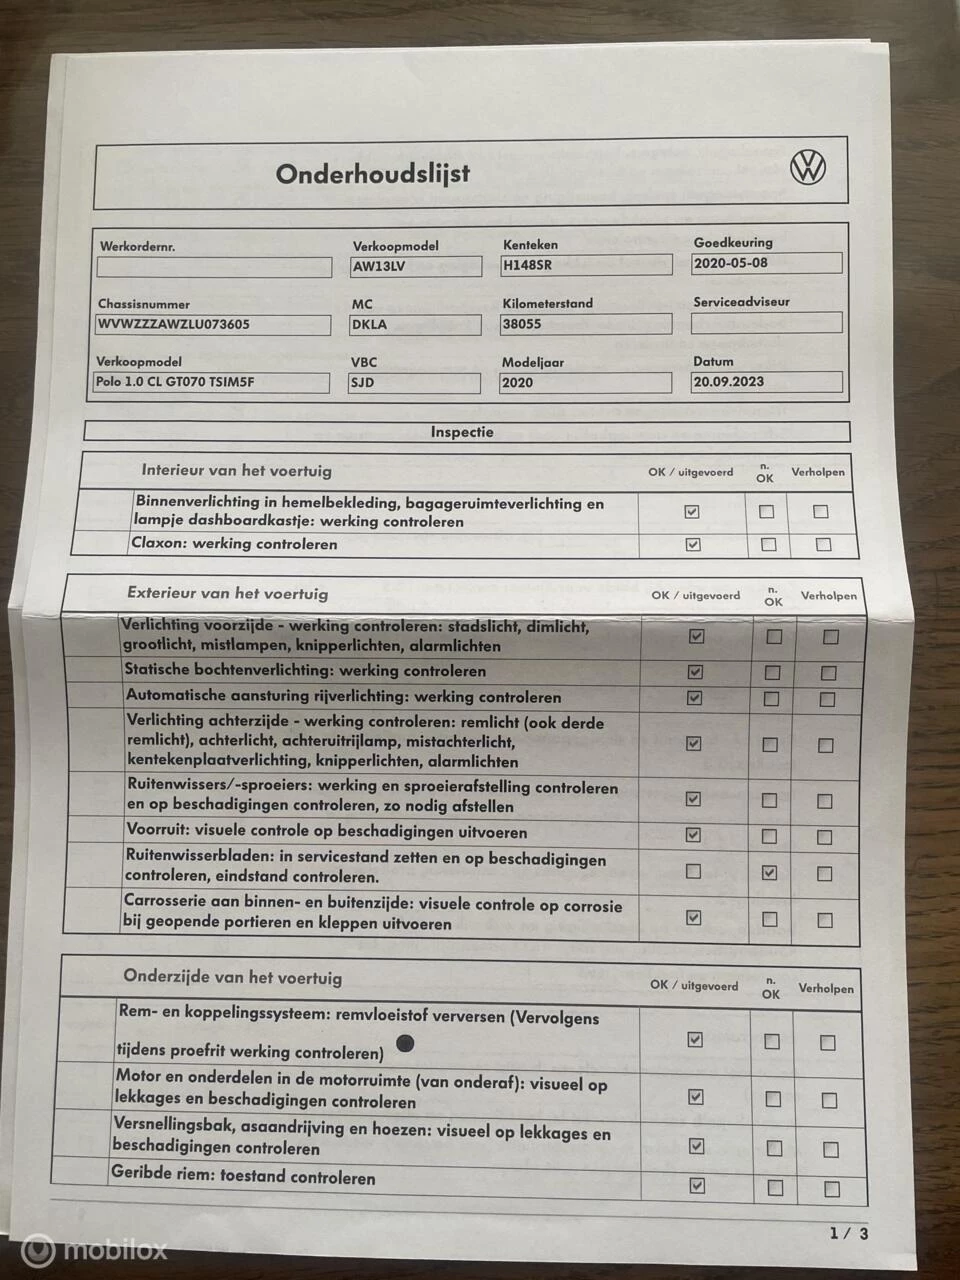 Onderhoudslijst
Werkordernr.
Verkoopmodel
AW13LV
Kenteken
H148SR
Goedkeuring
2020-05-08
Chassisnummer
WVWZZZAWZLU073605
MC
DKLA
Kilometerstand
38055
Serviceadviseur
Verkoopmodel
Polo 1.0 CL GT070 TSIM5F
VBC
SJD
Modeljaar
2020
Datum
20.09.2023
Inspectie
Interieur van het voertuig OK / uitgevoerd n. OK Verholpen
Binnenverlichting in hemelbekleding, bagageruimteverlichting en
lampje dashboardkastje: werking controleren
Claxon: werking controleren
Exterieur van het voertuig OK / uitgevoerd n. OK Verholpen
Verlichting voorzijde - werking controleren: stadslicht, dimlicht,
grootlicht, mistlampen, knipperlichten, alarmlichten
Statische bochtenverlichting: werking controleren
Automatische aansturing rijverlichting: werking controleren
Verlichting achterzijde - werking controleren: remlicht (ook derde
remlicht), achterlicht, achteruitrijlamp, mistachterlicht,
kentekenplaatverlichting, knipperlichten, alarmlichten
Ruitenwissers/-sproeiers: werking en sproeierafstelling controleren
en op beschadigingen controleren, zo nodig afstellen
Voorruit: visuele controle op beschadigingen uitvoeren
Ruitenwisserbladen: in servicestand zetten en op beschadigingen
controleren, eindstand controleren.
Carrosserie aan binnen- en buitenzijde: visuele controle op corrosie
bij geopende portieren en kleppen uitvoeren
Onderzijde van het voertuig OK / uitgevoerd n. OK Verholpen
Rem- en koppelingssysteem: remvloeistof verversen (Vervolgens
tijdens proefrit werking controleren)
Motor en onderdelen in de motorruimte (van onderaf): visueel op
lekkages en beschadigingen controleren
Versnellingsbak, asaandrijving en hoezen: visueel op lekkages en
beschadigingen controleren
Geribde riem: toestand controleren
1 / 3
mobilox